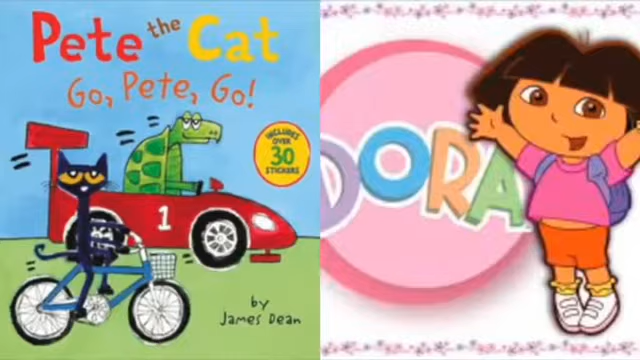 Pete the Cat
Go, Pete, Go!
INCLUDES
OVER
30
STICKERS
1
by
James Dean
DORA